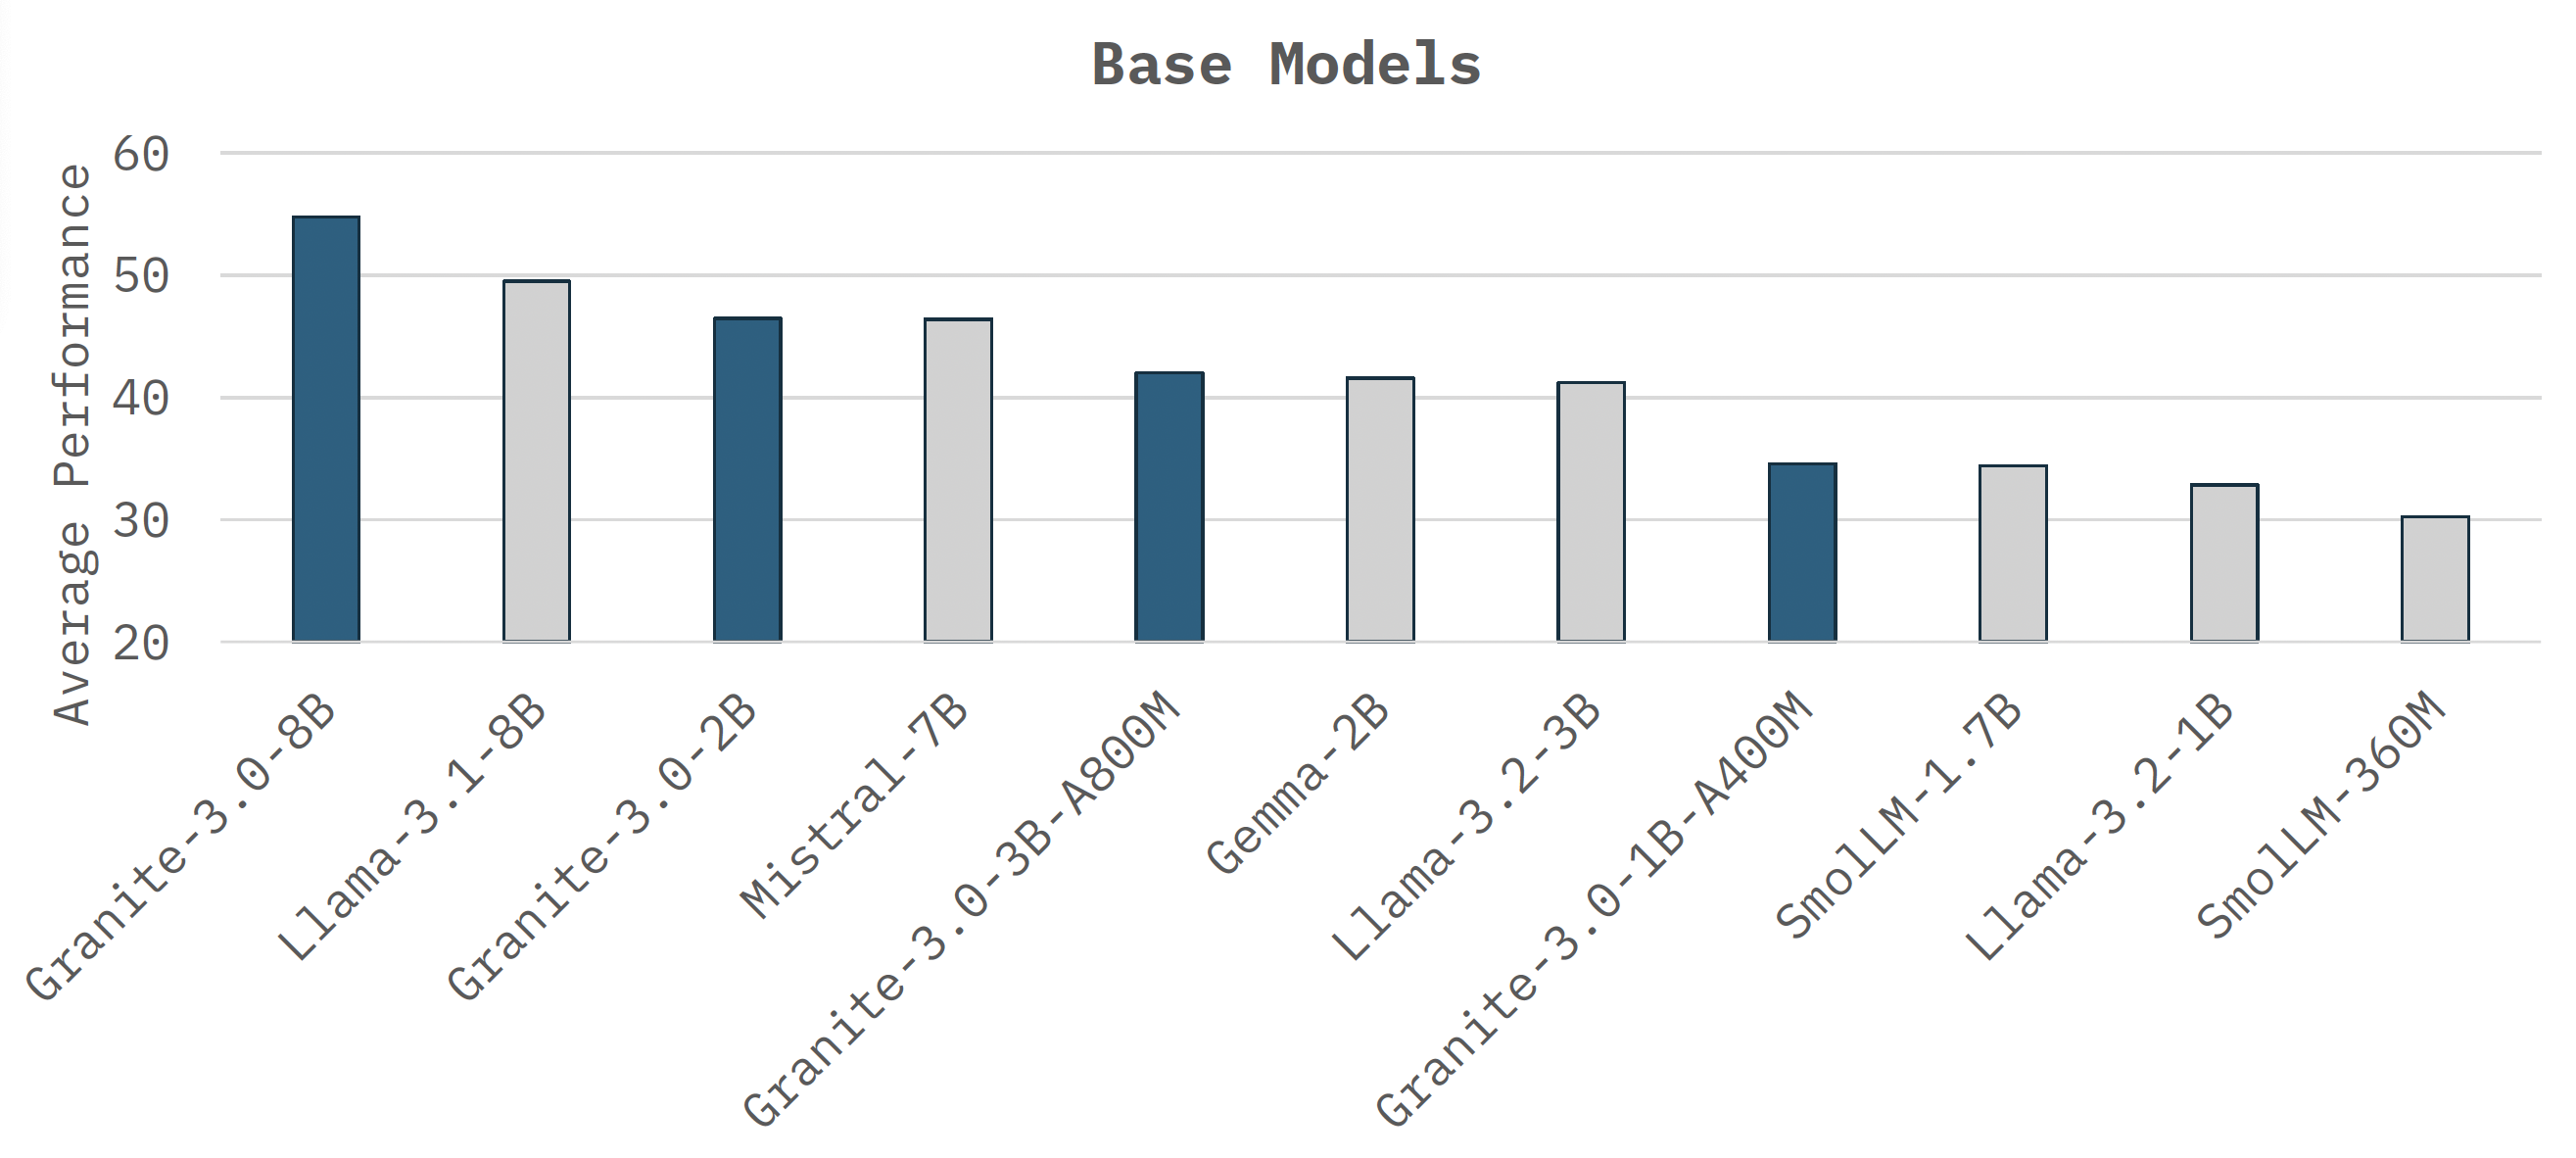 Base Models
Average Performance
60
50
40
30
20
Granite-3.0-8B
Llama-3.1-8B
Granite-3.0-2B
Mistral-7B
Granite-3.0-3B-A800M
Gemma-2B
Llama-3.2-3B
Granite-3.0-1B-A400M
SmolLM-1.7B
Llama-3.2-1B
SmolLM-360M